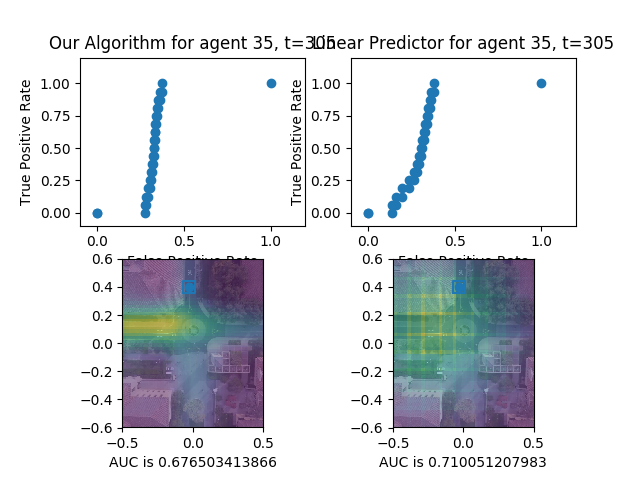 Our Algorithm for agent 35, t=305
Linear Predictor for agent 35, t=305
True Positive Rate
1.00
0.75
0.50
0.25
0.00
0.0 0.5 1.0
False Positive Rate
True Positive Rate
1.00
0.75
0.50
0.25
0.00
0.0 0.5 1.0
False Positive Rate
0.6
0.4
0.2
0.0
−0.2
−0.4
−0.6
−0.5 0.0 0.5
AUC is 0.676503413866
0.6
0.4
0.2
0.0
−0.2
−0.4
−0.6
−0.5 0.0 0.5
AUC is 0.710051207983